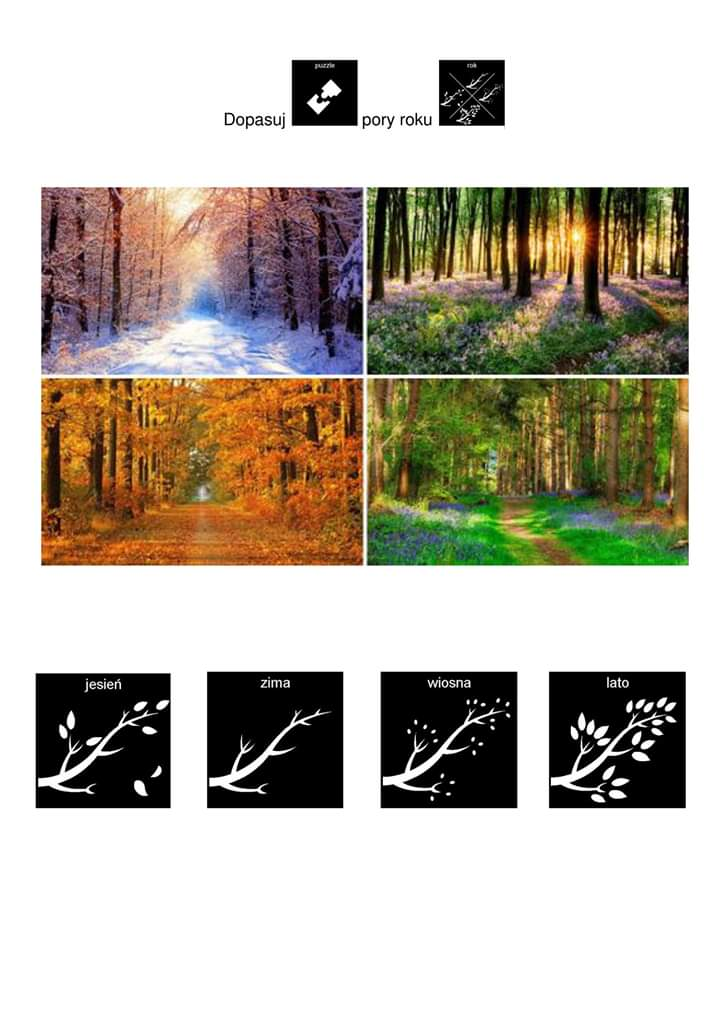 puzzle
rok
Dopasuj pory roku
jesień
zima
wiosna
lato